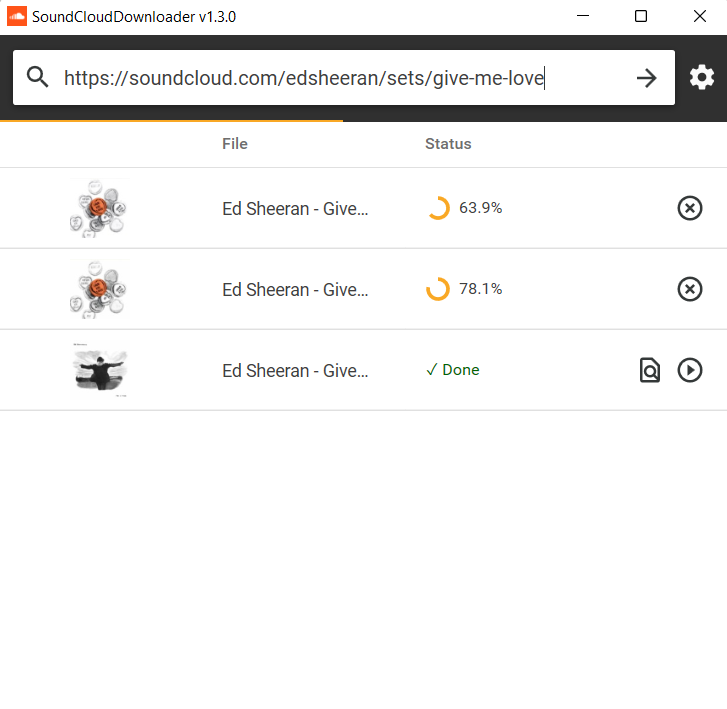 SoundCloudDownloader v1.3.0
https://soundcloud.com/edsheeran/sets/give-me-love
File Status
Ed Sheeran - Give... 63.9%
Ed Sheeran - Give... 78.1%
Ed Sheeran - Give... ✓ Done